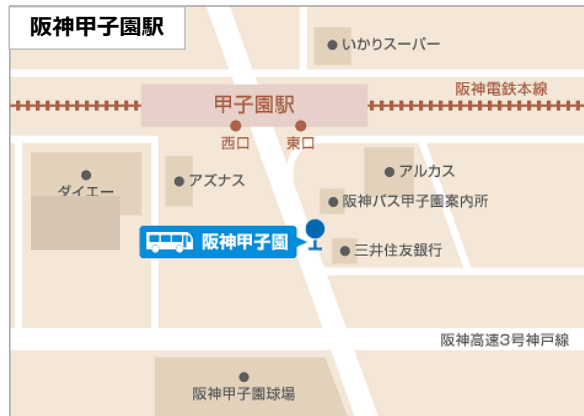 阪神甲子園駅
いかりスーパー
阪神電鉄本線
甲子園駅
西口
東口
アルカス
アズナス
ダイエー
阪神バス甲子園案内所
阪神甲子園
三井住友銀行
阪神高速3号神戸線
阪神甲子園球場